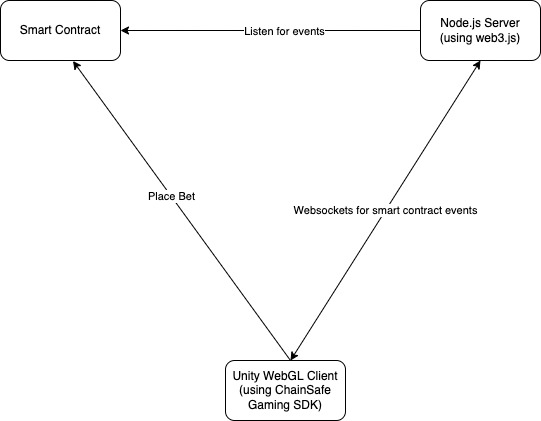 Smart Contract
Listen for events
Node.js Server
(using web3.js)
Place Bet
Websockets for smart contract events
Unity WebGL Client
(using ChainSafe
Gaming SDK)